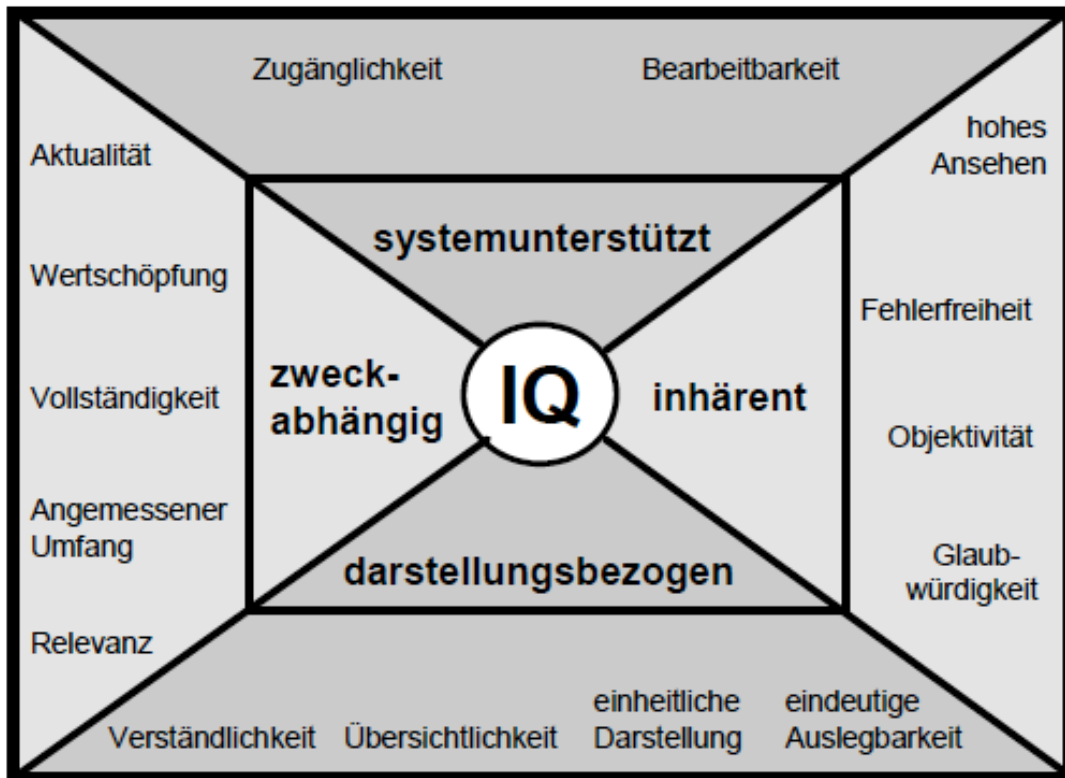 Zugänglichkeit
Bearbeitbarkeit
hohes
Ansehen
Aktualität
systemunterstützt
Wertschöpfung
Fehlerfreiheit
zweck-
abhängig
IQ
inhärent
Vollständigkeit
Objektivität
Angemessener
Umfang
darstellungsbezogen
Glaub-
würdigkeit
Relevanz
Verständlichkeit
Übersichtlichkeit
einheitliche
Darstellung
eindeutige
Auslegbarkeit